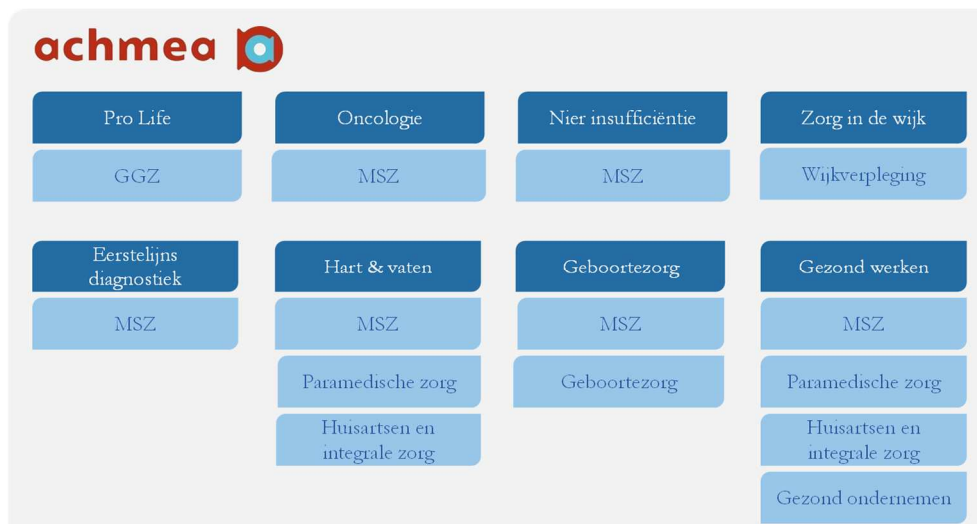 achmea
Pro Life
GGZ
Oncologie
MSZ
Nier insufficiëntie
MSZ
Zorg in de wijk
Wijkverpleging
Eerstelijns
diagnostiek
MSZ
Hart & vaten
MSZ
Paramedische zorg
Huisartsen en
integrale zorg
Geboortezorg
MSZ
Geboortezorg
Gezond werken
MSZ
Paramedische zorg
Huisartsen en
integrale zorg
Gezond ondernemen